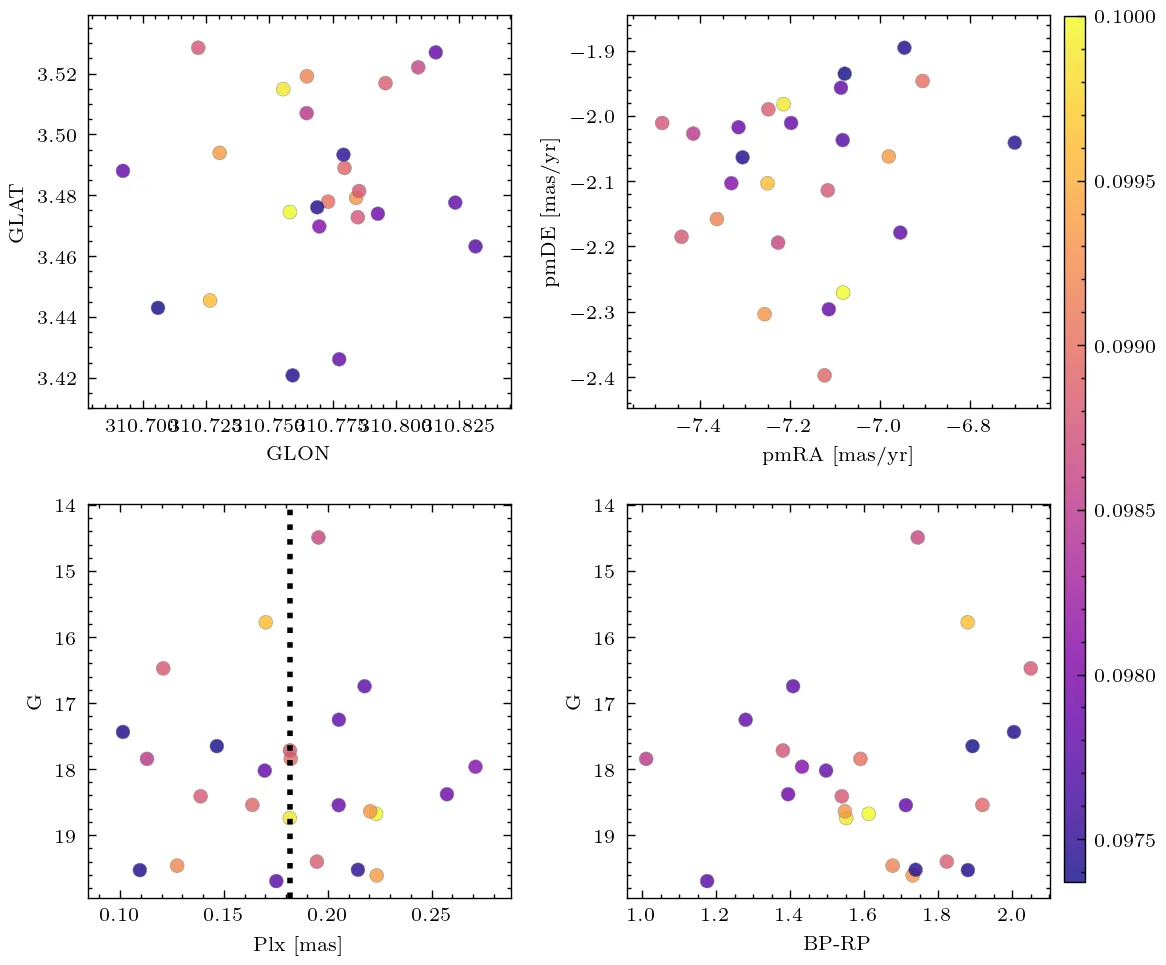 3.52
3.50
3.48
3.46
3.44
3.42
GLAT
310.700 310.725 310.750 310.775 310.800 310.825
GLON
−1.9
−2.0
−2.1
−2.2
−2.3
−2.4
pmDE [mas/yr]
−7.4 −7.2 −7.0 −6.8
pmRA [mas/yr]
14
15
16
17
18
19
G
0.10 0.15 0.20 0.25
Plx [mas]
14
15
16
17
18
19
G
1.0 1.2 1.4 1.6 1.8 2.0
BP-RP
0.1000
0.0995
0.0990
0.0985
0.0980
0.0975